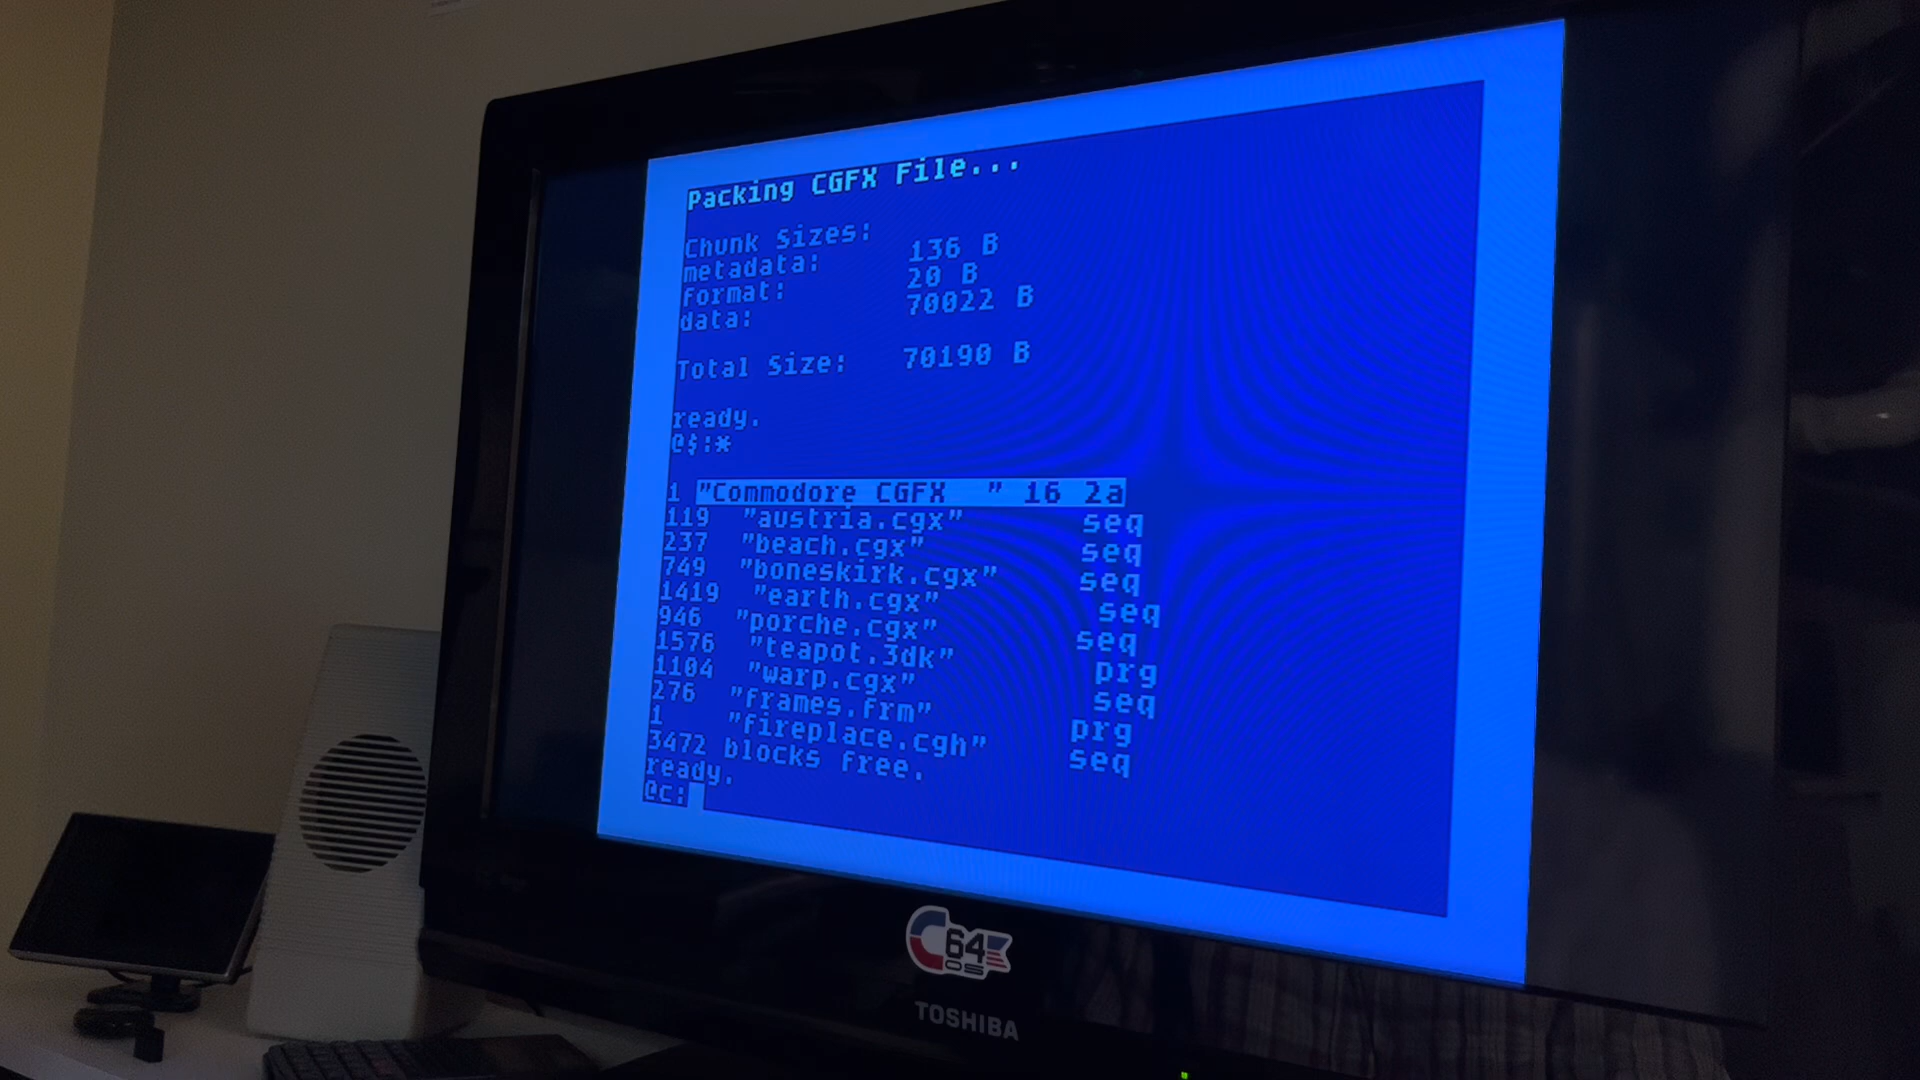 Packing CGFX File...
Chunk Sizes:
metadata: 136 B
format: 20 B
data: 70022 B
Total Size: 70190 B
ready.
@$:*
1 "Commodore CGFX  " 16 2a
119 "austria.cgx" seq
237 "beach.cgx" seq
749 "boneskirk.cgx" seq
1419 "earth.cgx" seq
946 "porche.cgx" seq
1576 "teapot.3dk" prg
1104 "warp.cgx" seq
276 "frames.frm" prg
1 "fireplace.cgh" seq
3472 blocks free.
ready.
@c:
C64
OS
TOSHIBA